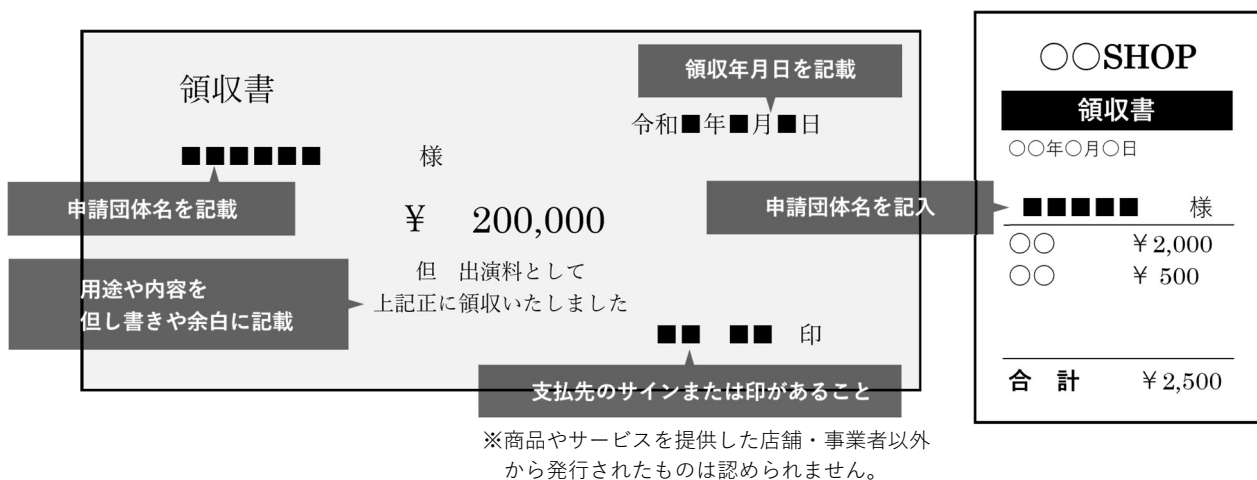 領収書
領収年月日を記載
令和■年■月■日
■■■■■■ 様
申請団体名を記載
¥ 200,000
但 出演料として
上記正に領収いたしました
用途や内容を
但し書きや余白に記載
■■ ■■ 印
支払先のサインまたは印があること
※商品やサービスを提供した店舗・事業者以外
から発行されたものは認められません。
○○SHOP
領収書
○○年○月○日
申請団体名を記入
■■■■■ 様
○○ ¥2,000
○○ ¥ 500
合 計 ¥2,500